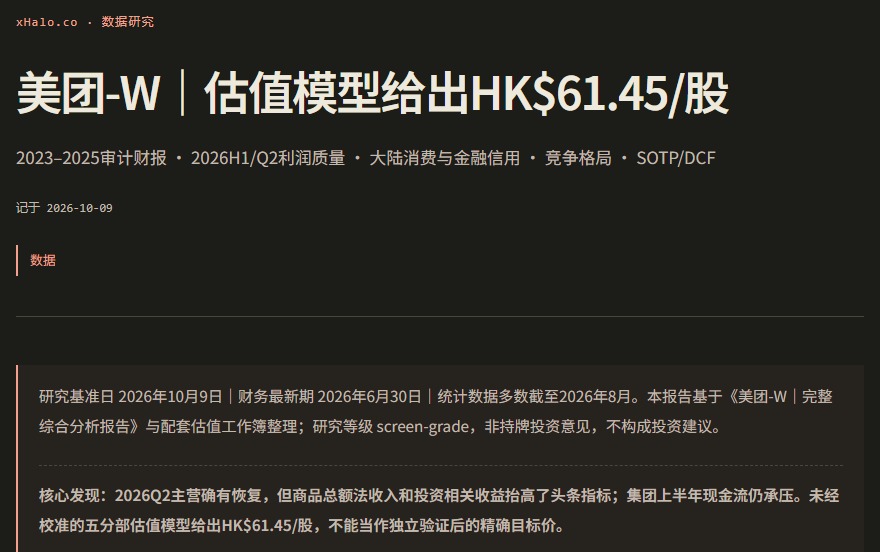 xHalo.co · 数据研究
美团-W｜估值模型给出HK$61.45/股
2023–2025审计财报 · 2026H1/Q2利润质量 · 大陆消费与金融信用 · 竞争格局 · SOTP/DCF
记于 2026-10-09
数据
研究基准日 2026年10月9日｜财务最新期 2026年6月30日｜统计数据多数截至2026年8月。本报告基于《美团-W｜完整
综合分析报告》与配套估值工作簿整理；研究等级 screen-grade，非持牌投资意见，不构成投资建议。
核心发现：2026Q2主营确有恢复，但商品总额法收入和投资相关收益抬高了头条指标；集团上半年现金流仍承压。未经
校准的五分部估值模型给出HK$61.45/股，不能当作独立验证后的精确目标价。